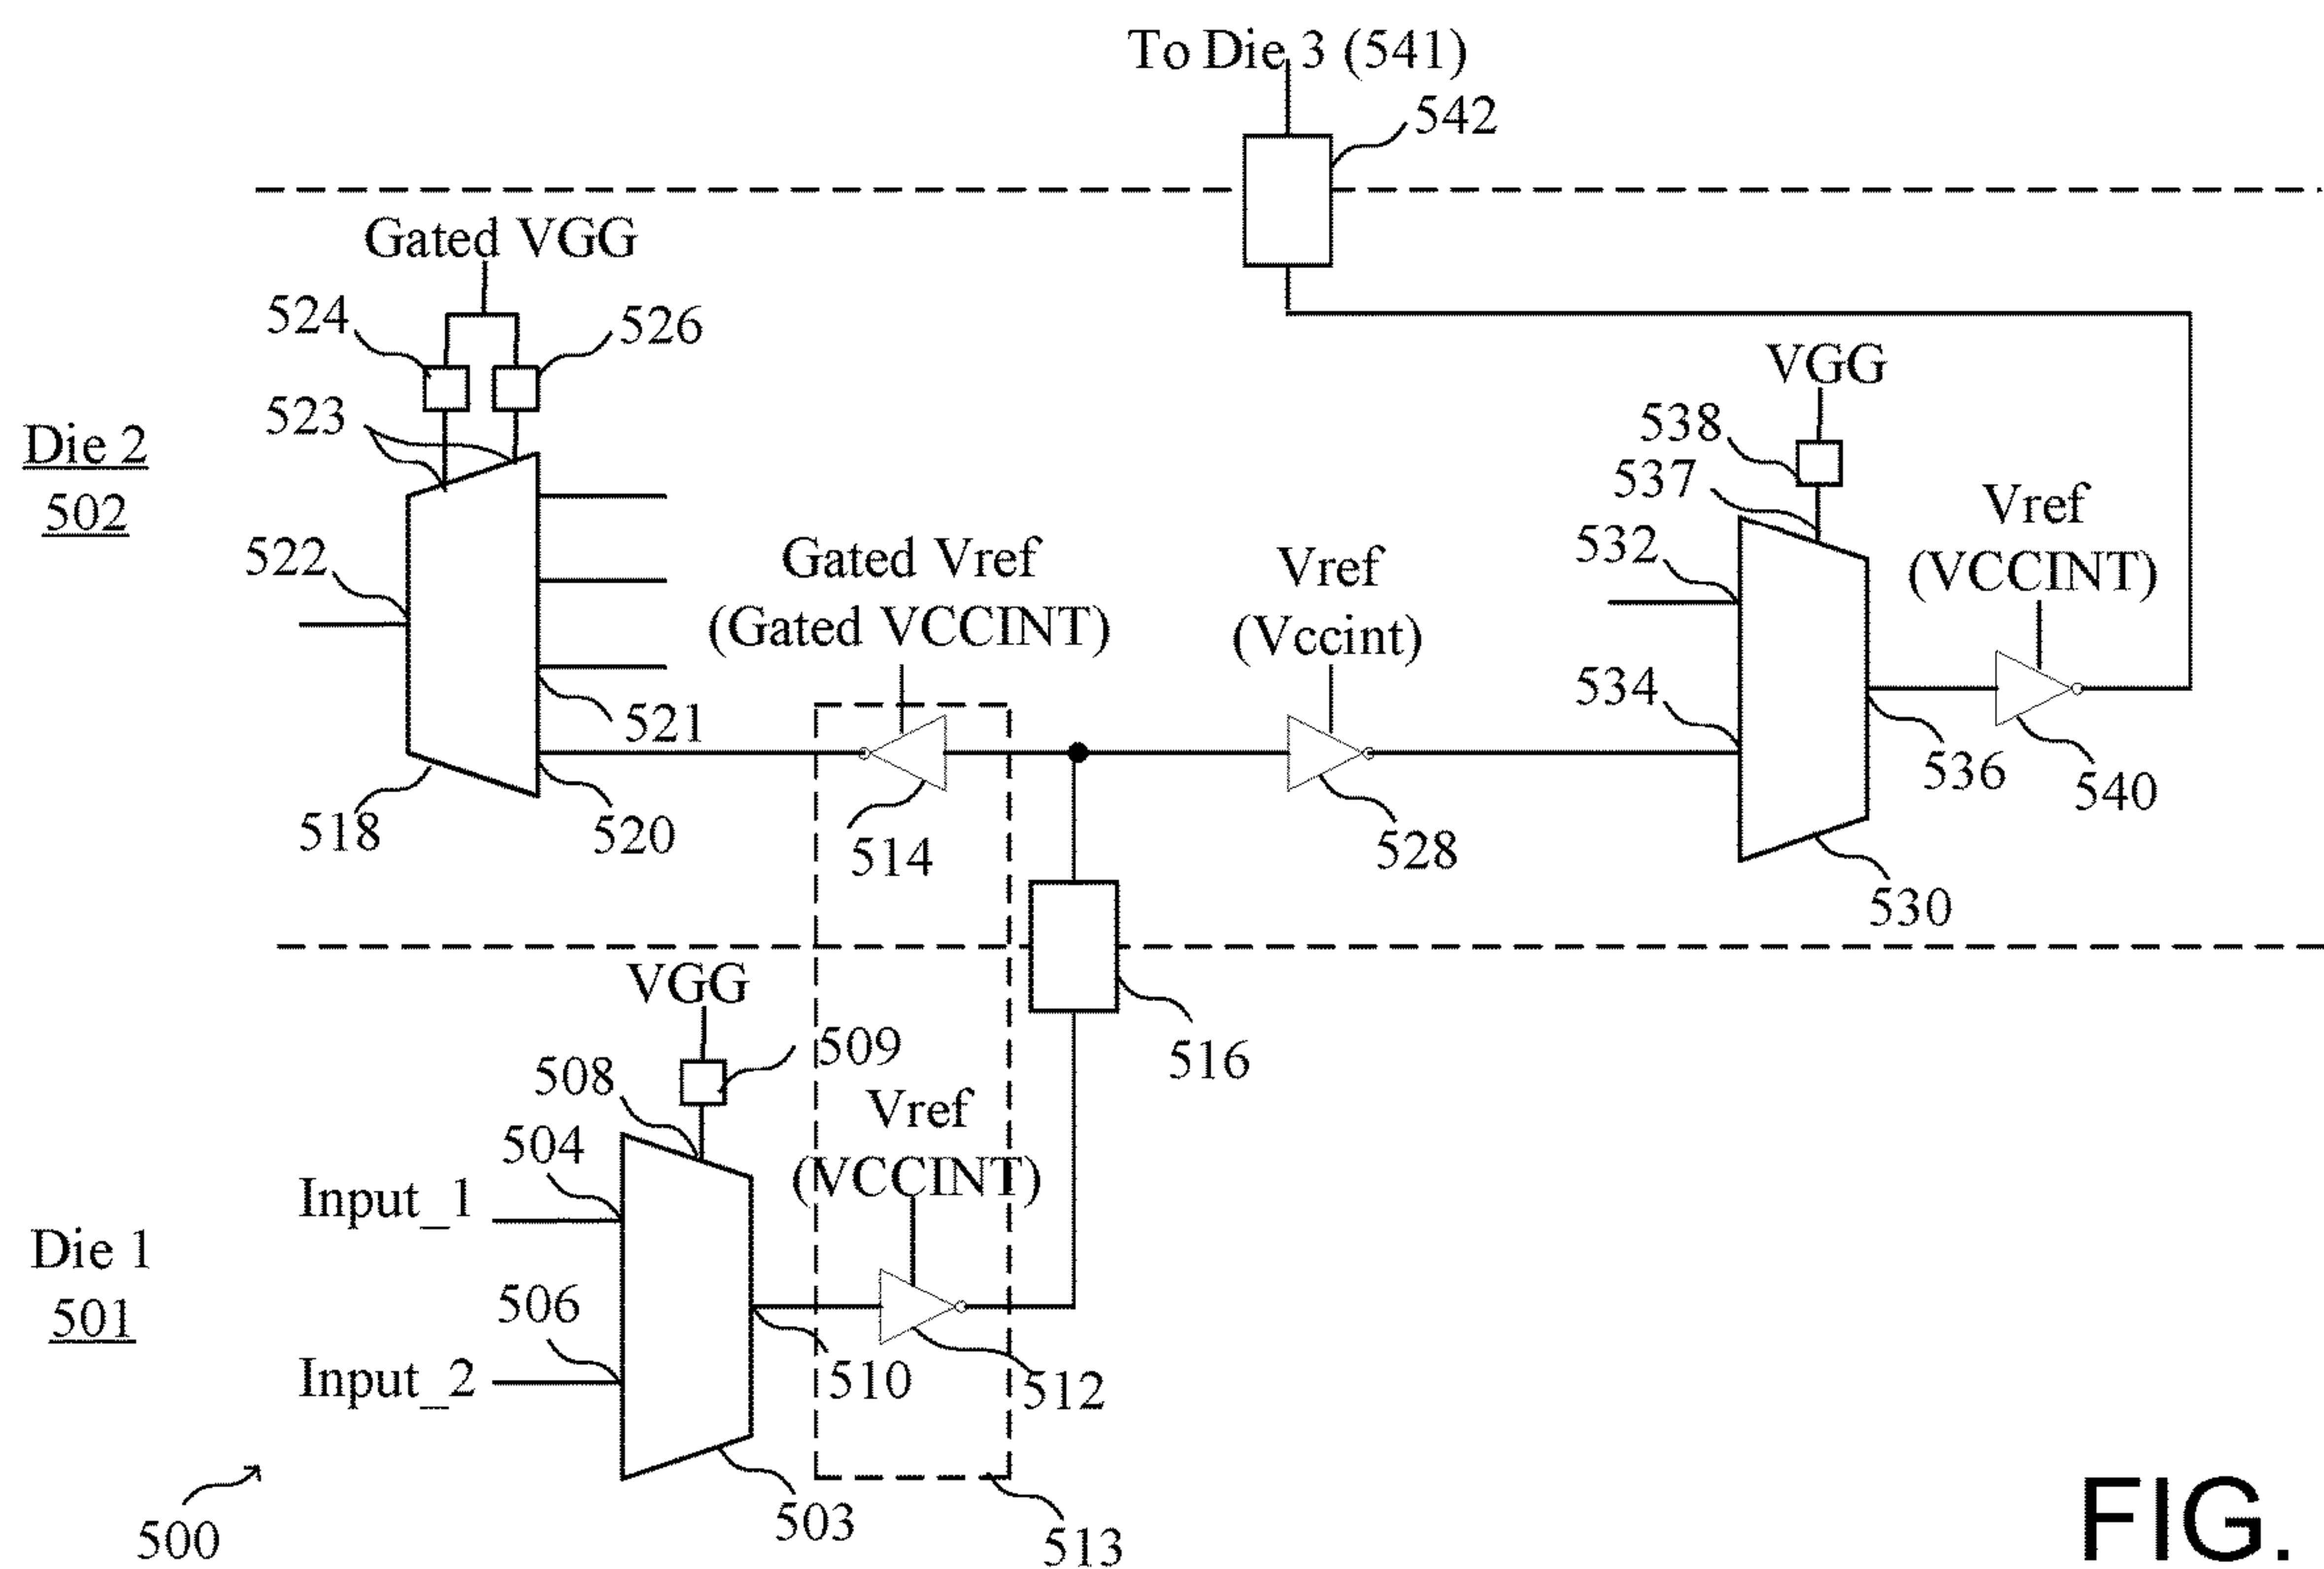 To Die 3 (541)
542
Gated VGG
524
526
523
VGG
538
537
Die 2
502
522
Gated Vref
(Gated VCCINT)
Vref
(Vccint)
532
Vref
(VCCINT)
534
521
518
520
514
528
536
540
530
VGG
509
516
508
504
Vref
(VCCINT)
Input_1
Die 1
501
506
Input_2
510
512
500
503
513
FIG.